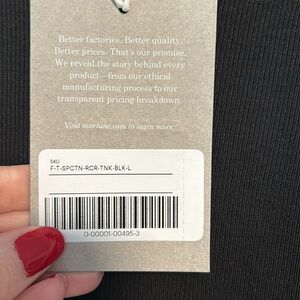 Better factories. Better quality.
Better prices. That's our promise.
We reveal the story behind every
product—from our ethical
manufacturing process to our
transparent pricing breakdown.
Visit everlane.com to learn more.
SKU
F-T-SPCTN-RCR-TNK-BLK-L
0-00001-00495-3